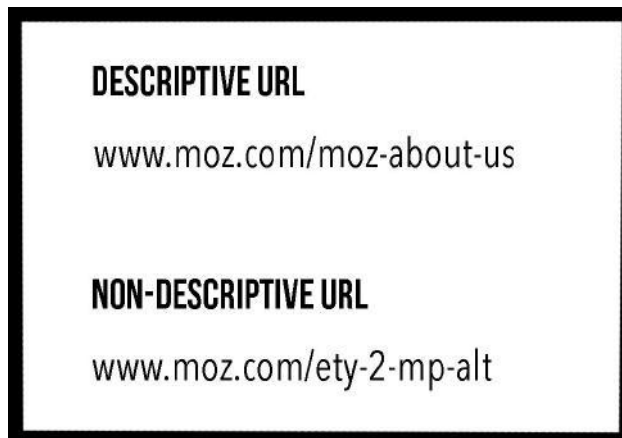 DESCRIPTIVE URL
www.moz.com/moz-about-us
NON-DESCRIPTIVE URL
www.moz.com/ety-2-mp-alt